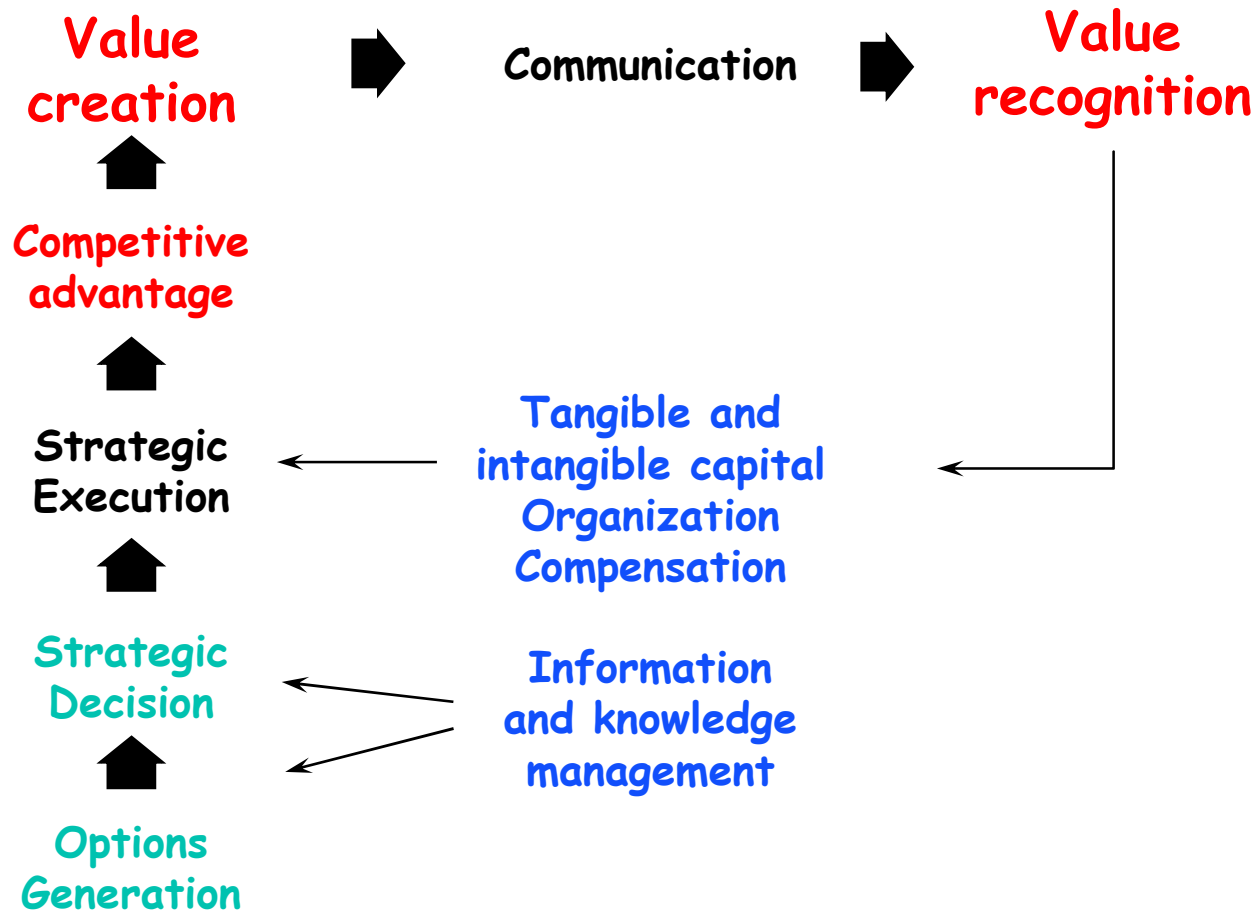 Value
creation
Communication
Value
recognition
Competitive
advantage
Strategic
Execution
Tangible and
intangible capital
Organization
Compensation
Strategic
Decision
Information
and knowledge
management
Options
Generation